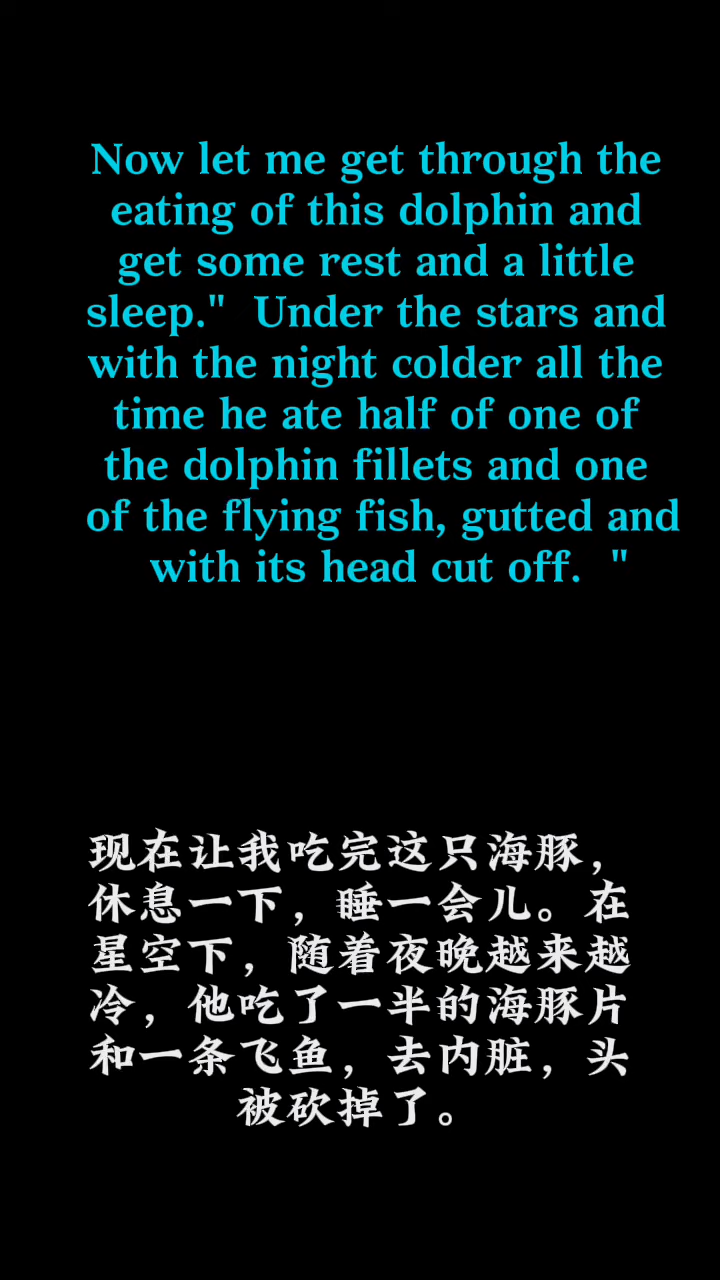 Now let me get through the
eating of this dolphin and
get some rest and a little
sleep."  Under the stars and
with the night colder all the
time he ate half of one of
the dolphin fillets and one
of the flying fish, gutted and
with its head cut off.  "
现在让我吃完这只海豚，
休息一下，睡一会儿。在
星空下，随着夜晚越来越
冷，他吃了一半的海豚片
和一条飞鱼，去内脏，头
被砍掉了。